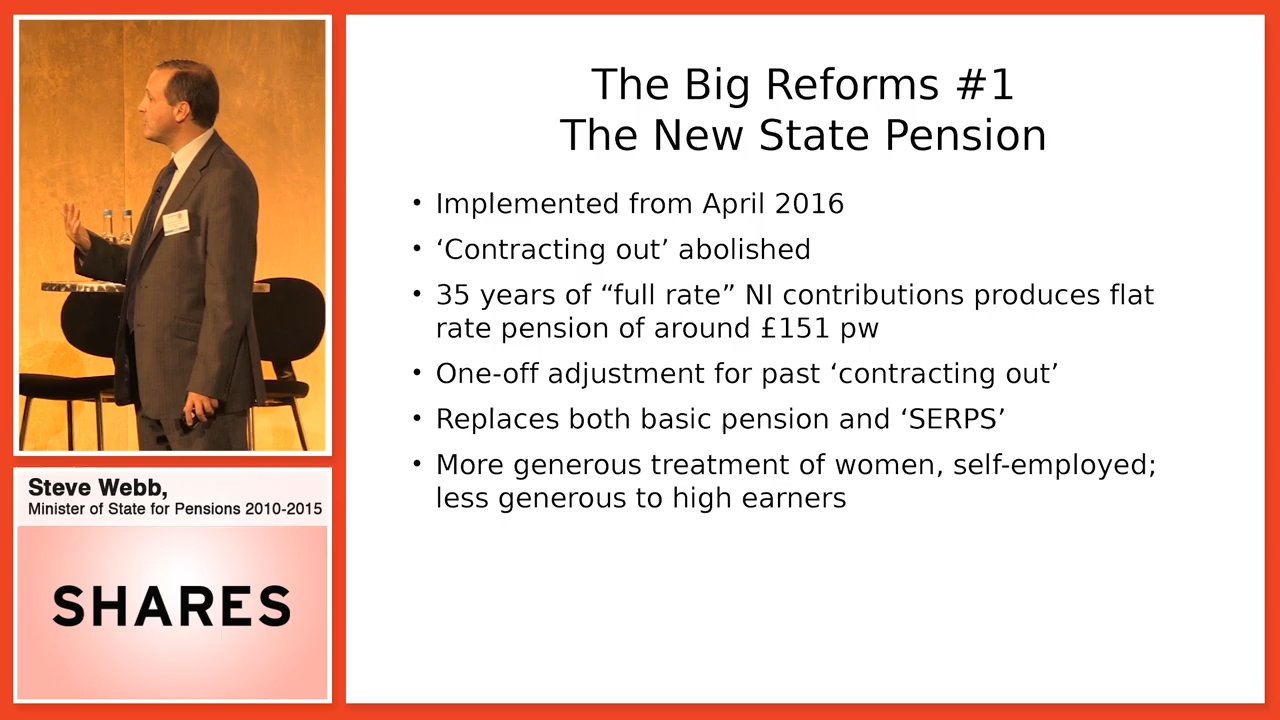 The Big Reforms #1
The New State Pension
• Implemented from April 2016
• ‘Contracting out’ abolished
• 35 years of “full rate” NI contributions produces flat
rate pension of around £151 pw
• One-off adjustment for past ‘contracting out’
• Replaces both basic pension and ‘SERPS’
• More generous treatment of women, self-employed;
less generous to high earners
Steve Webb,
Minister of State for Pensions 2010-2015
SHARES